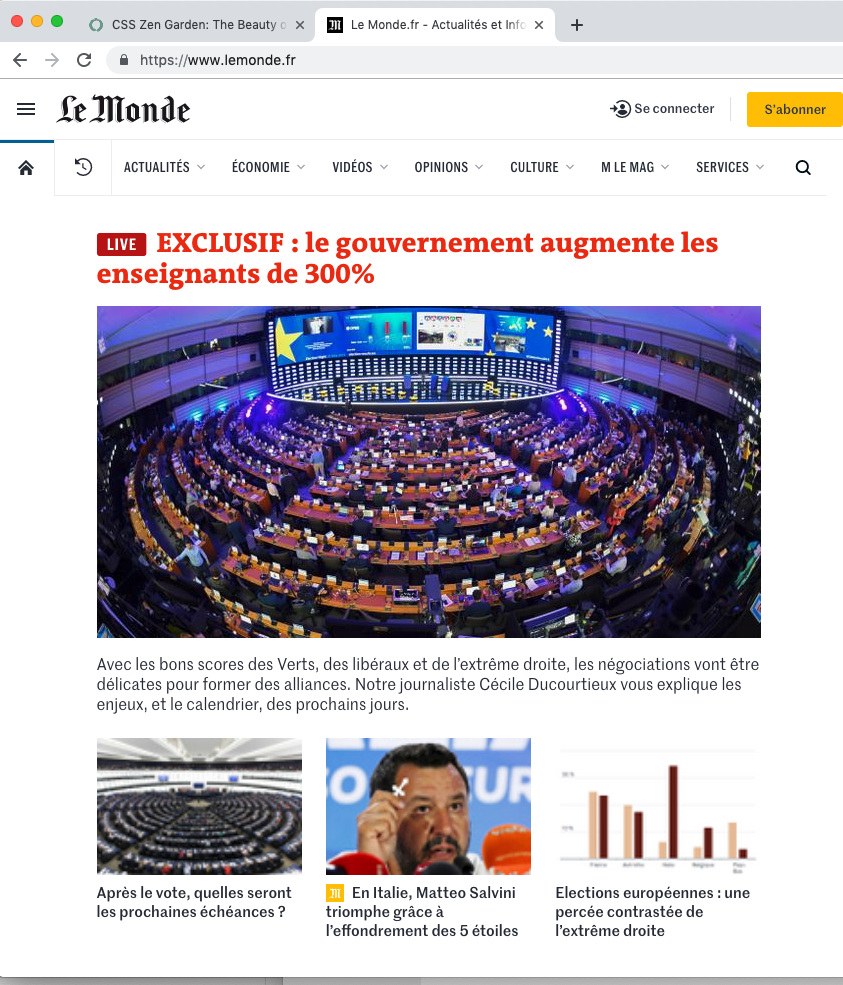 CSS Zen Garden: The Beauty o
Le Monde.fr - Actualités et Info
https://www.lemonde.fr
Le Monde
Se connecter
S'abonner
ACTUALITÉS
ÉCONOMIE
VIDÉOS
OPINIONS
CULTURE
M LE MAG
SERVICES
LIVE EXCLUSIF : le gouvernement augmente les
enseignants de 300%
Avec les bons scores des Verts, des libéraux et de l'extrême droite, les négociations vont être
délicates pour former des alliances. Notre journaliste Cécile Ducourtieux vous explique les
enjeux, et le calendrier, des prochains jours.
Après le vote, quelles seront
les prochaines échéances ?
En Italie, Matteo Salvini
triomphe grâce à
l'effondrement des 5 étoiles
Elections européennes : une
percée contrastée de
l'extrême droite